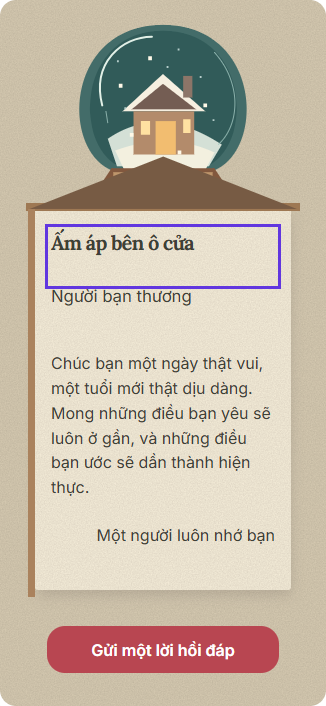 Ấm áp bên ô cửa
Người bạn thương
Chúc bạn một ngày thật vui,
một tuổi mới thật dịu dàng.
Mong những điều bạn yêu sẽ
luôn ở gần, và những điều
bạn ước sẽ dần thành hiện
thực.
Một người luôn nhớ bạn
Gửi một lời hồi đáp